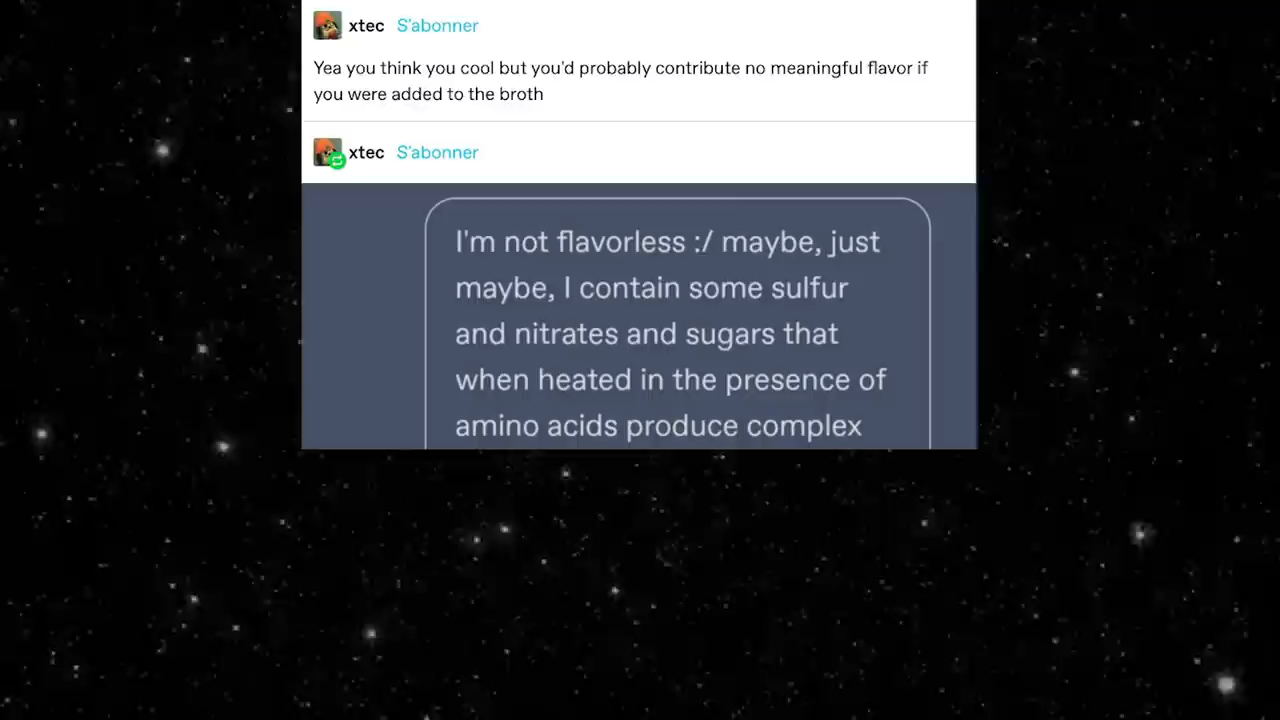 xtec S'abonner
Yea you think you cool but you'd probably contribute no meaningful flavor if
you were added to the broth
xtec S'abonner
I'm not flavorless :/ maybe, just
maybe, I contain some sulfur
and nitrates and sugars that
when heated in the presence of
amino acids produce complex